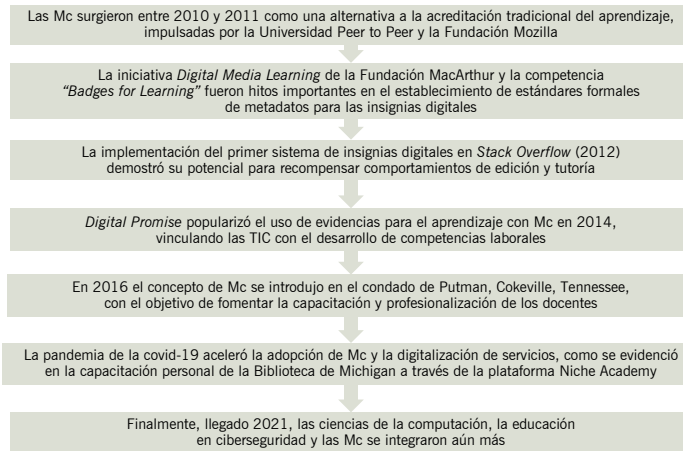 Las Mc surgieron entre 2010 y 2011 como una alternativa a la acreditación tradicional del aprendizaje,
impulsadas por la Universidad Peer to Peer y la Fundación Mozilla
La iniciativa Digital Media Learning de la Fundación MacArthur y la competencia
“Badges for Learning” fueron hitos importantes en el establecimiento de estándares formales
de metadatos para las insignias digitales
La implementación del primer sistema de insignias digitales en Stack Overflow (2012)
demostró su potencial para recompensar comportamientos de edición y tutoría
Digital Promise popularizó el uso de evidencias para el aprendizaje con Mc en 2014,
vinculando las TIC con el desarrollo de competencias laborales
En 2016 el concepto de Mc se introdujo en el condado de Putman, Cokeville, Tennessee,
con el objetivo de fomentar la capacitación y profesionalización de los docentes
La pandemia de la covid-19 aceleró la adopción de Mc y la digitalización de servicios, como se evidenció
en la capacitación personal de la Biblioteca de Michigan a través de la plataforma Niche Academy
Finalmente, llegado 2021, las ciencias de la computación, la educación
en ciberseguridad y las Mc se integraron aún más